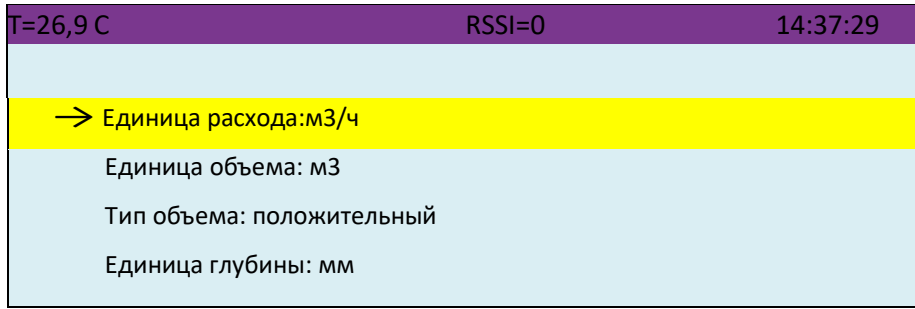 T=26,9 C RSSI=0 14:37:29
→ Единица расхода:м3/ч
Единица объема: м3
Тип объема: положительный
Единица глубины: мм